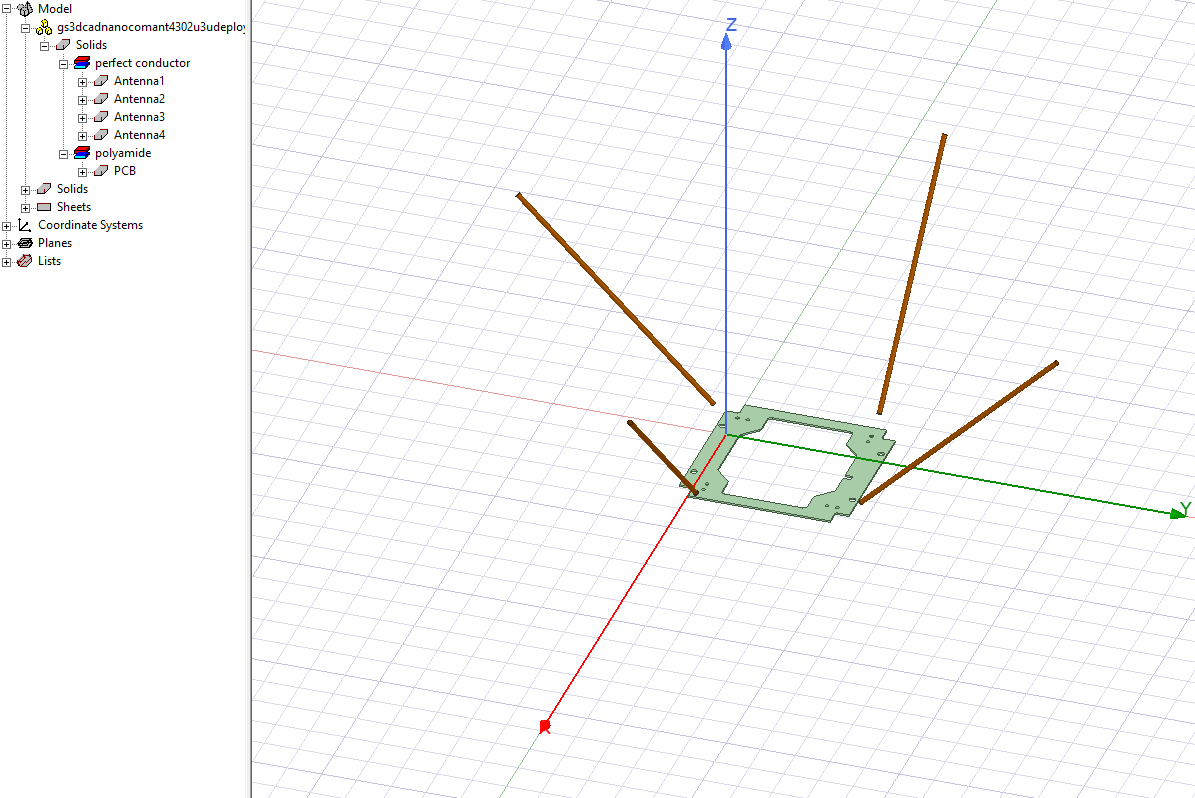 Model
gs3dcadnanocomant4302u3udeploy
Solids
perfect conductor
Antenna1
Antenna2
Antenna3
Antenna4
polyamide
PCB
Solids
Sheets
Coordinate Systems
Planes
Lists
Z
Y